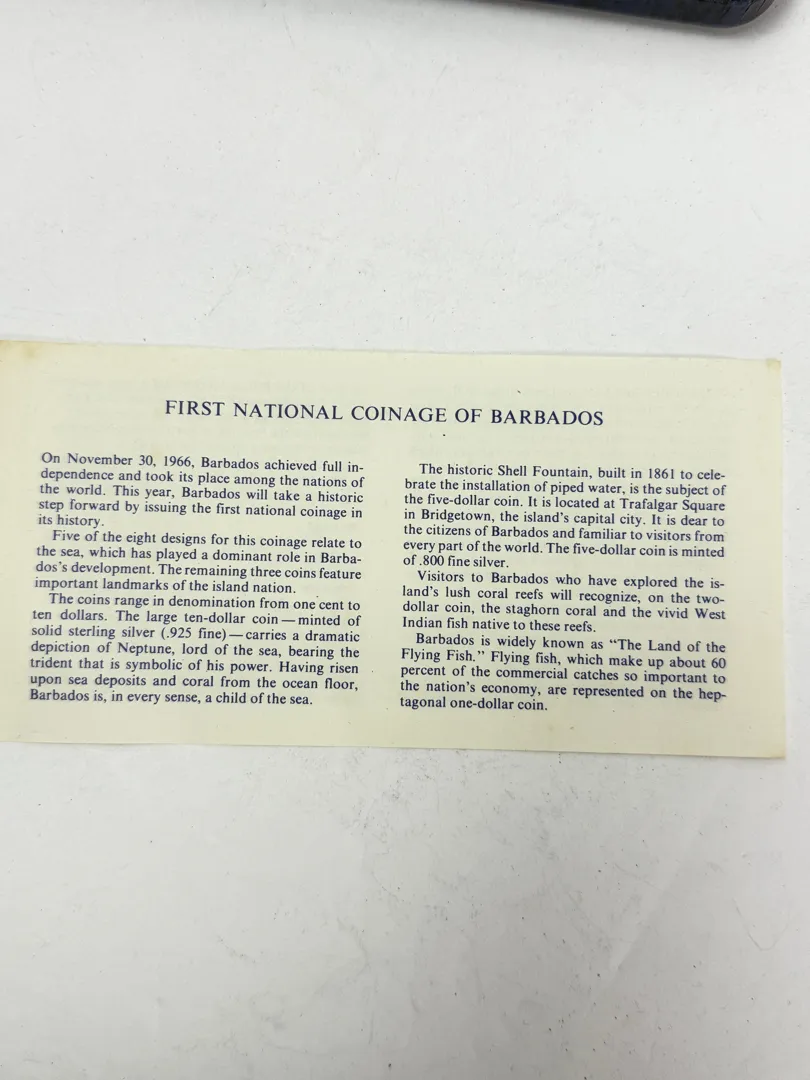 FIRST NATIONAL COINAGE OF BARBADOS
On November 30, 1966, Barbados achieved full in-
dependence and took its place among the nations of
the world. This year, Barbados will take a historic
step forward by issuing the first national coinage in
its history.
Five of the eight designs for this coinage relate to
the sea, which has played a dominant role in Barba-
dos's development. The remaining three coins feature
important landmarks of the island nation.
The coins range in denomination from one cent to
ten dollars. The large ten-dollar coin — minted of
solid sterling silver (.925 fine) — carries a dramatic
depiction of Neptune, lord of the sea, bearing the
trident that is symbolic of his power. Having risen
upon sea deposits and coral from the ocean floor,
Barbados is, in every sense, a child of the sea.
The historic Shell Fountain, built in 1861 to cele-
brate the installation of piped water, is the subject of
the five-dollar coin. It is located at Trafalgar Square
in Bridgetown, the island's capital city. It is dear to
the citizens of Barbados and familiar to visitors from
every part of the world. The five-dollar coin is minted
of .800 fine silver.
Visitors to Barbados who have explored the is-
land's lush coral reefs will recognize, on the two-
dollar coin, the staghorn coral and the vivid West
Indian fish native to these reefs.
Barbados is widely known as “The Land of the
Flying Fish.” Flying fish, which make up about 60
percent of the commercial catches so important to
the nation's economy, are represented on the hep-
tagonal one-dollar coin.